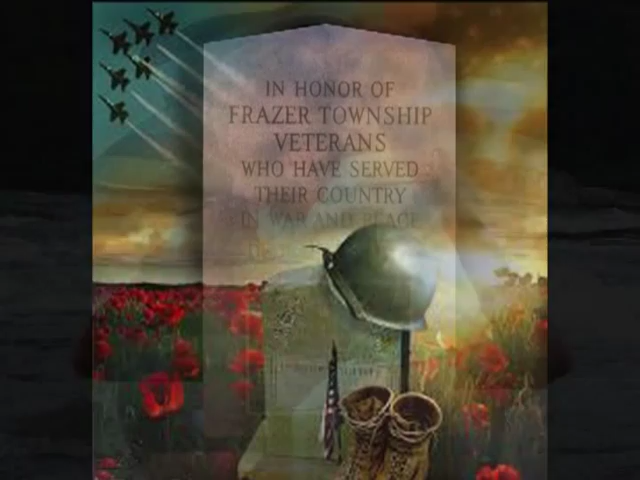 IN HONOR OF
FRAZER TOWNSHIP
VETERANS
WHO HAVE SERVED
THEIR COUNTRY
IN WAR AND PEACE